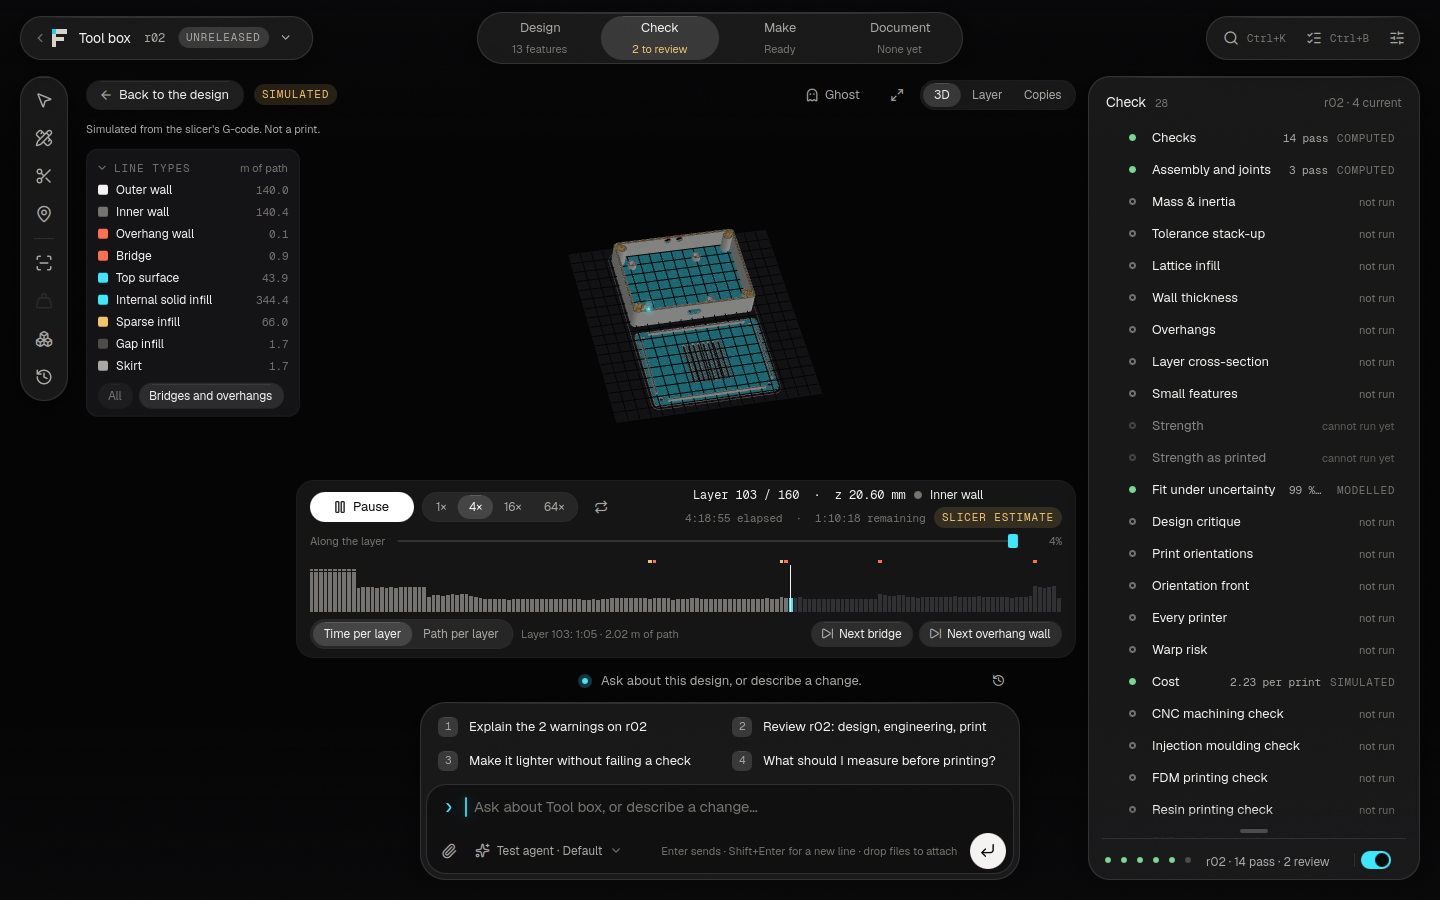 Tool box r02 UNRELEASED
Design
13 features
Check
2 to review
Make
Ready
Document
None yet
Ctrl+K
Ctrl+B
Back to the design
SIMULATED
Ghost
3D
Layer
Copies
Simulated from the slicer's G-code. Not a print.
LINE TYPES m of path
Outer wall 140.0
Inner wall 140.4
Overhang wall 0.1
Bridge 0.9
Top surface 43.9
Internal solid infill 344.4
Sparse infill 66.0
Gap infill 1.7
Skirt 1.7
All
Bridges and overhangs
Pause
1×
4×
16×
64×
Layer 103 / 160 · z 20.60 mm Inner wall
4:18:55 elapsed · 1:10:18 remaining SLICER ESTIMATE
Along the layer 4%
Time per layer
Path per layer
Layer 103: 1:05 · 2.02 m of path
Next bridge
Next overhang wall
Ask about this design, or describe a change.
1 Explain the 2 warnings on r02
2 Review r02: design, engineering, print
3 Make it lighter without failing a check
4 What should I measure before printing?
Ask about Tool box, or describe a change...
Test agent · Default
Enter sends · Shift+Enter for a new line · drop files to attach
Check 28 r02 · 4 current
Checks 14 pass COMPUTED
Assembly and joints 3 pass COMPUTED
Mass & inertia not run
Tolerance stack-up not run
Lattice infill not run
Wall thickness not run
Overhangs not run
Layer cross-section not run
Small features not run
Strength cannot run yet
Strength as printed cannot run yet
Fit under uncertainty 99 %… MODELLED
Design critique not run
Print orientations not run
Orientation front not run
Every printer not run
Warp risk not run
Cost 2.23 per print SIMULATED
CNC machining check not run
Injection moulding check not run
FDM printing check not run
Resin printing check not run
r02 · 14 pass · 2 review